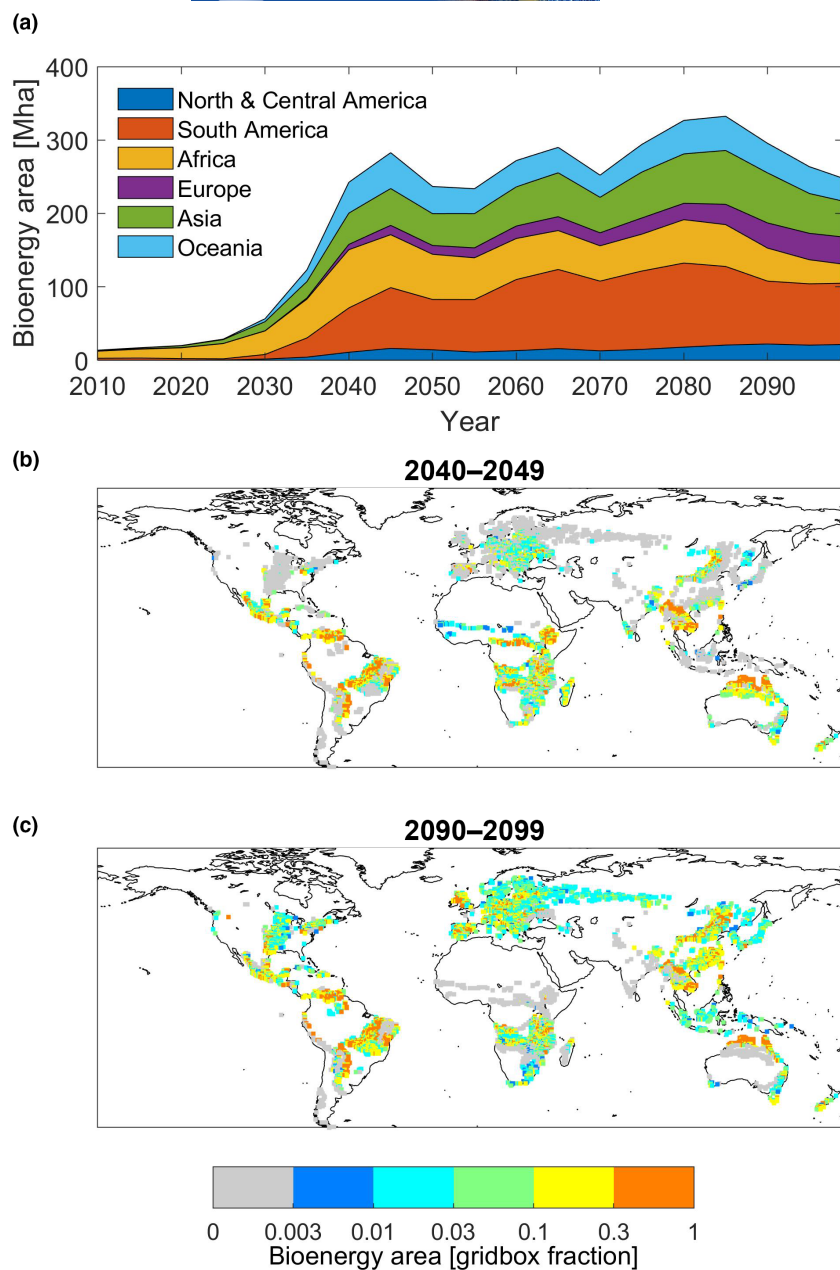 (a)
400
300
200
100
0
Bioenergy area [Mha]
North & Central America
South America
Africa
Europe
Asia
Oceania
2010 2020 2030 2040 2050 2060 2070 2080 2090
Year
(b)
2040–2049
(c)
2090–2099
0 0.003 0.01 0.03 0.1 0.3 1
Bioenergy area [gridbox fraction]